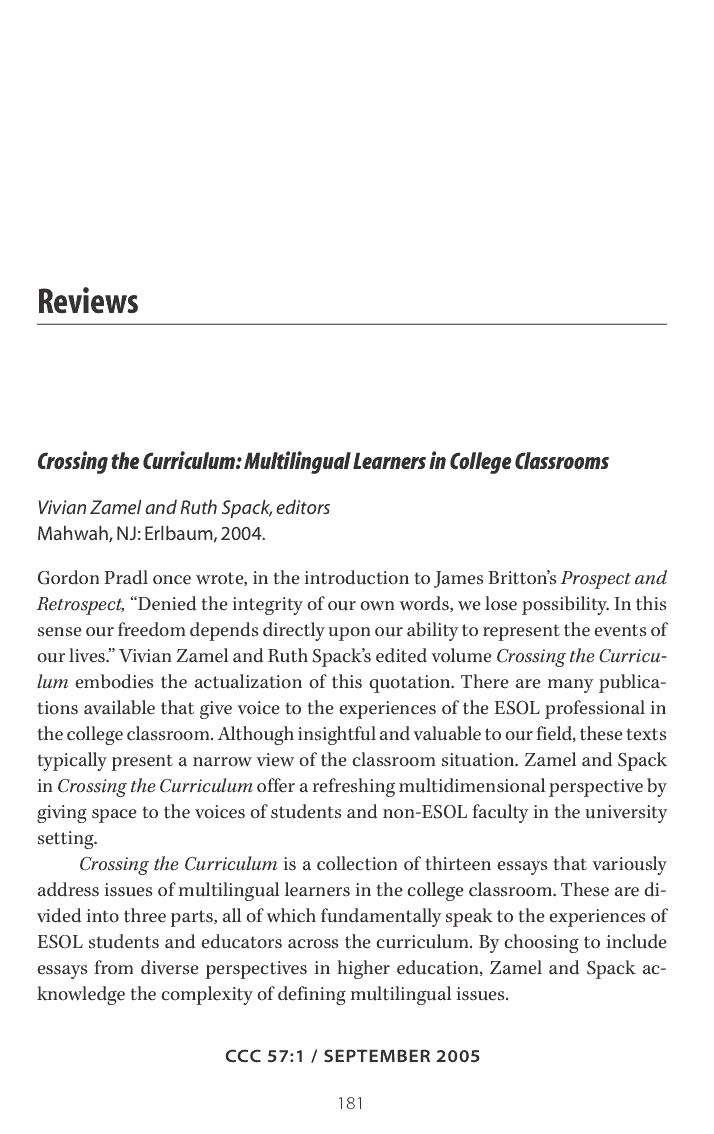 Reviews
Crossing the Curriculum: Multilingual Learners in College Classrooms
Vivian Zamel and Ruth Spack, editors
Mahwah, NJ: Erlbaum, 2004.
Gordon Pradl once wrote, in the introduction to James Britton’s Prospect and
Retrospect, “Denied the integrity of our own words, we lose possibility. In this
sense our freedom depends directly upon our ability to represent the events of
our lives.” Vivian Zamel and Ruth Spack’s edited volume Crossing the Curricu-
lum embodies the actualization of this quotation. There are many publica-
tions available that give voice to the experiences of the ESOL professional in
the college classroom. Although insightful and valuable to our field, these texts
typically present a narrow view of the classroom situation. Zamel and Spack
in Crossing the Curriculum offer a refreshing multidimensional perspective by
giving space to the voices of students and non-ESOL faculty in the university
setting.
Crossing the Curriculum is a collection of thirteen essays that variously
address issues of multilingual learners in the college classroom. These are di-
vided into three parts, all of which fundamentally speak to the experiences of
ESOL students and educators across the curriculum. By choosing to include
essays from diverse perspectives in higher education, Zamel and Spack ac-
knowledge the complexity of defining multilingual issues.
CCC 57:1 / SEPTEMBER 2005
181